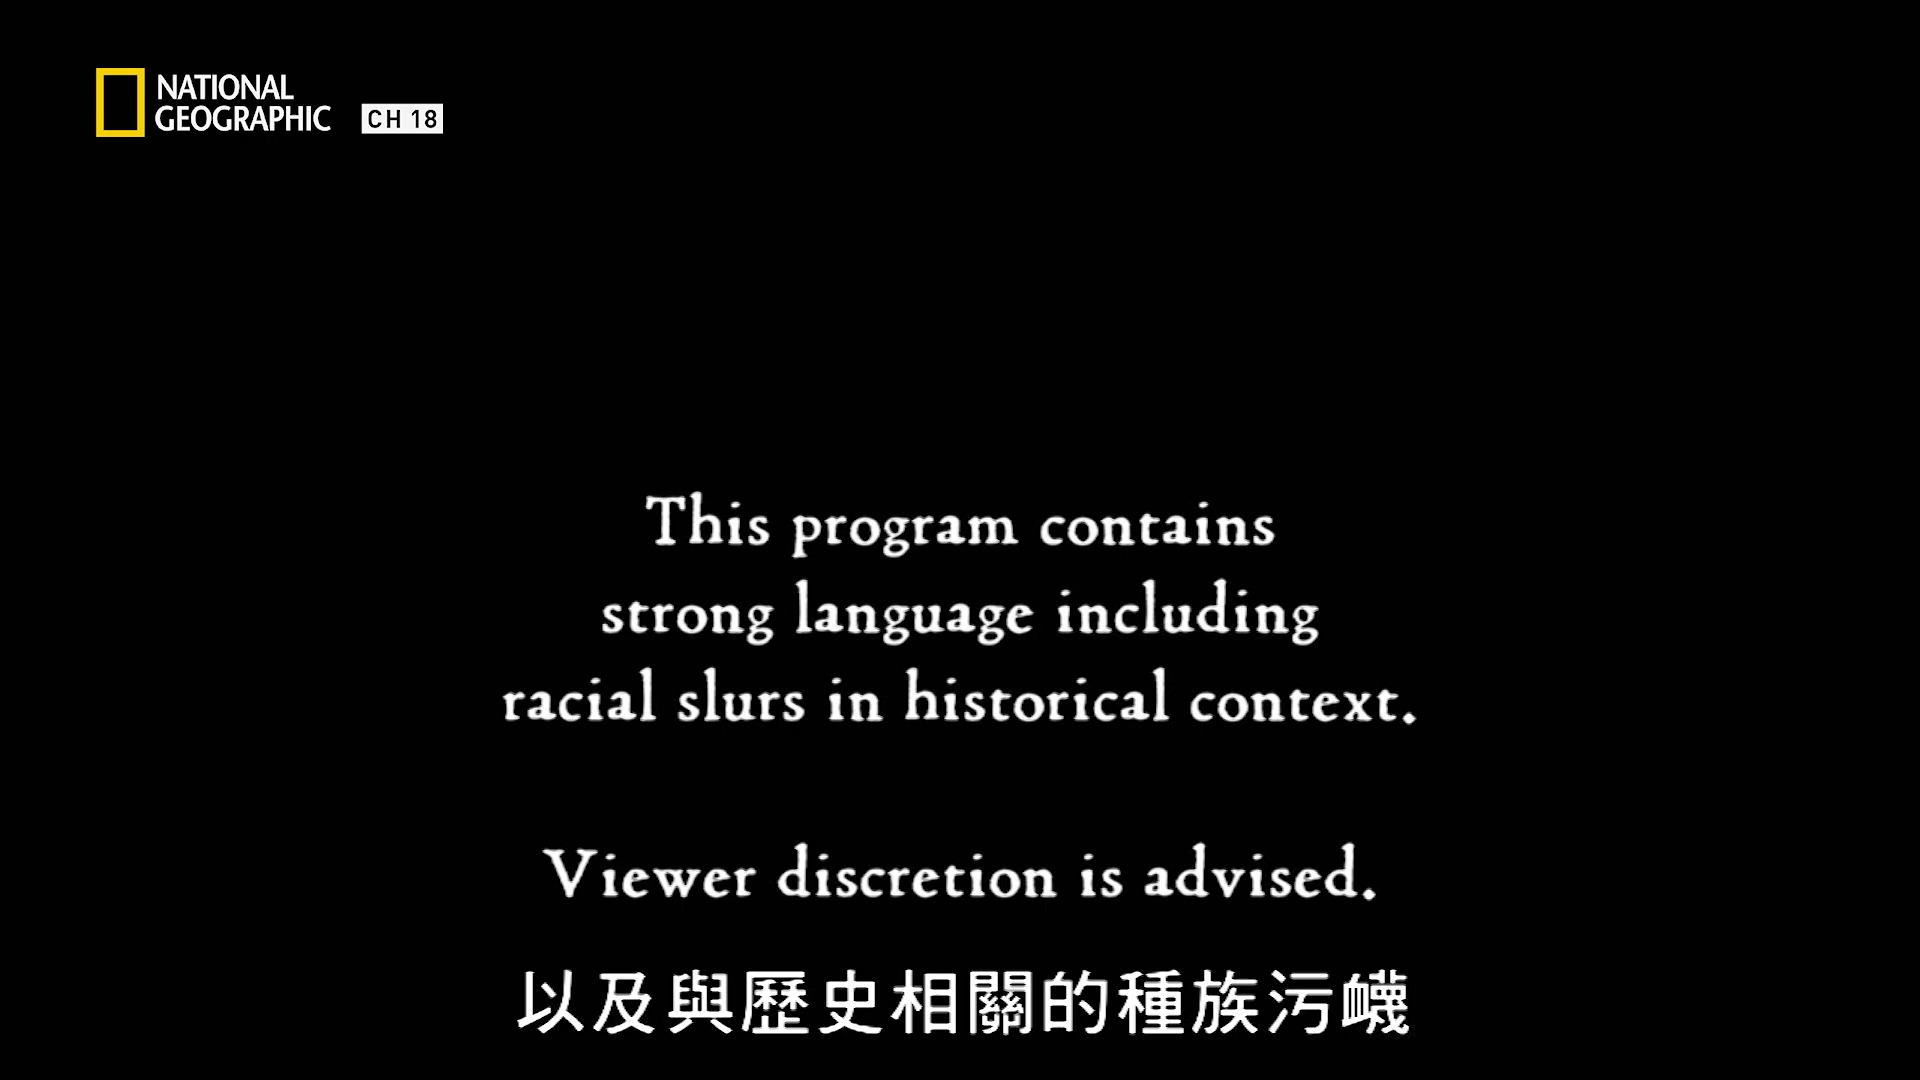 NATIONAL
GEOGRAPHIC CH 18
This program contains
strong language including
racial slurs in historical context.
Viewer discretion is advised.
以及與歷史相關的種族污衊